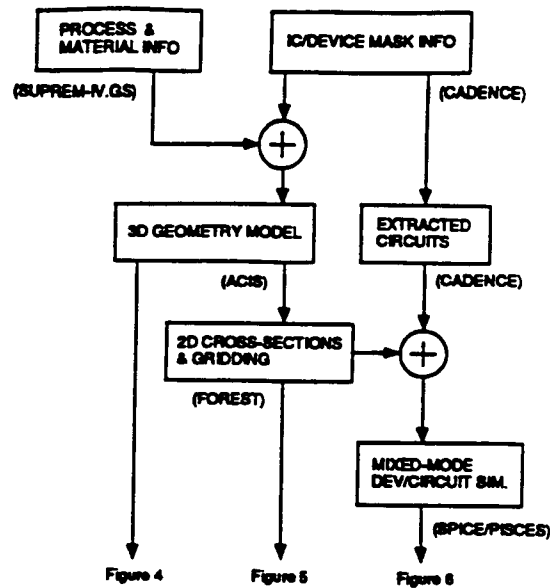 PROCESS &
MATERIAL INFO
IC/DEVICE MASK INFO
(SUPREM-IV.GS)
(CADENCE)
3D GEOMETRY MODEL
EXTRACTED
CIRCUITS
(ACIS)
(CADENCE)
2D CROSS-SECTIONS
& GRIDDING
(FOREST)
MIXED-MODE
DEV/CIRCUIT SIM.
(SPICE/PISCES)
Figure 4
Figure 5
Figure 6